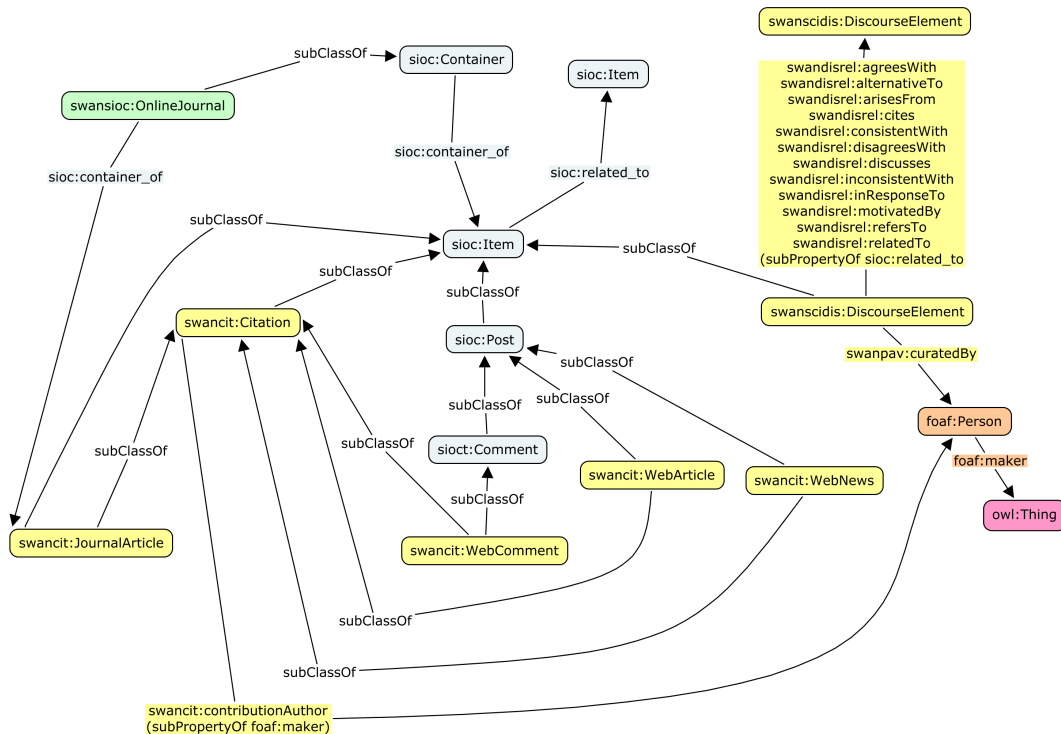 swanscidis:DiscourseElement
subClassOf
sioc:Container
sioc:Item
swansioc:OnlineJournal
swandisrel:agreesWith
swandisrel:alternativeTo
swandisrel:arisesFrom
swandisrel:cites
swandisrel:consistentWith
swandisrel:disagreesWith
swandisrel:discusses
swandisrel:inconsistentWith
swandisrel:inResponseTo
swandisrel:motivatedBy
swandisrel:refersTo
swandisrel:relatedTo
(subPropertyOf sioc:related_to
sioc:container_of
sioc:container_of
sioc:related_to
subClassOf
sioc:Item
subClassOf
subClassOf
subClassOf
swancit:Citation
swanscidis:DiscourseElement
sioc:Post
swanpav:curatedBy
subClassOf
subClassOf
subClassOf
foaf:Person
subClassOf
subClassOf
sioct:Comment
foaf:maker
swancit:WebArticle
swancit:WebNews
subClassOf
owl:Thing
swancit:JournalArticle
swancit:WebComment
subClassOf
subClassOf
swancit:contributionAuthor
(subPropertyOf foaf:maker)